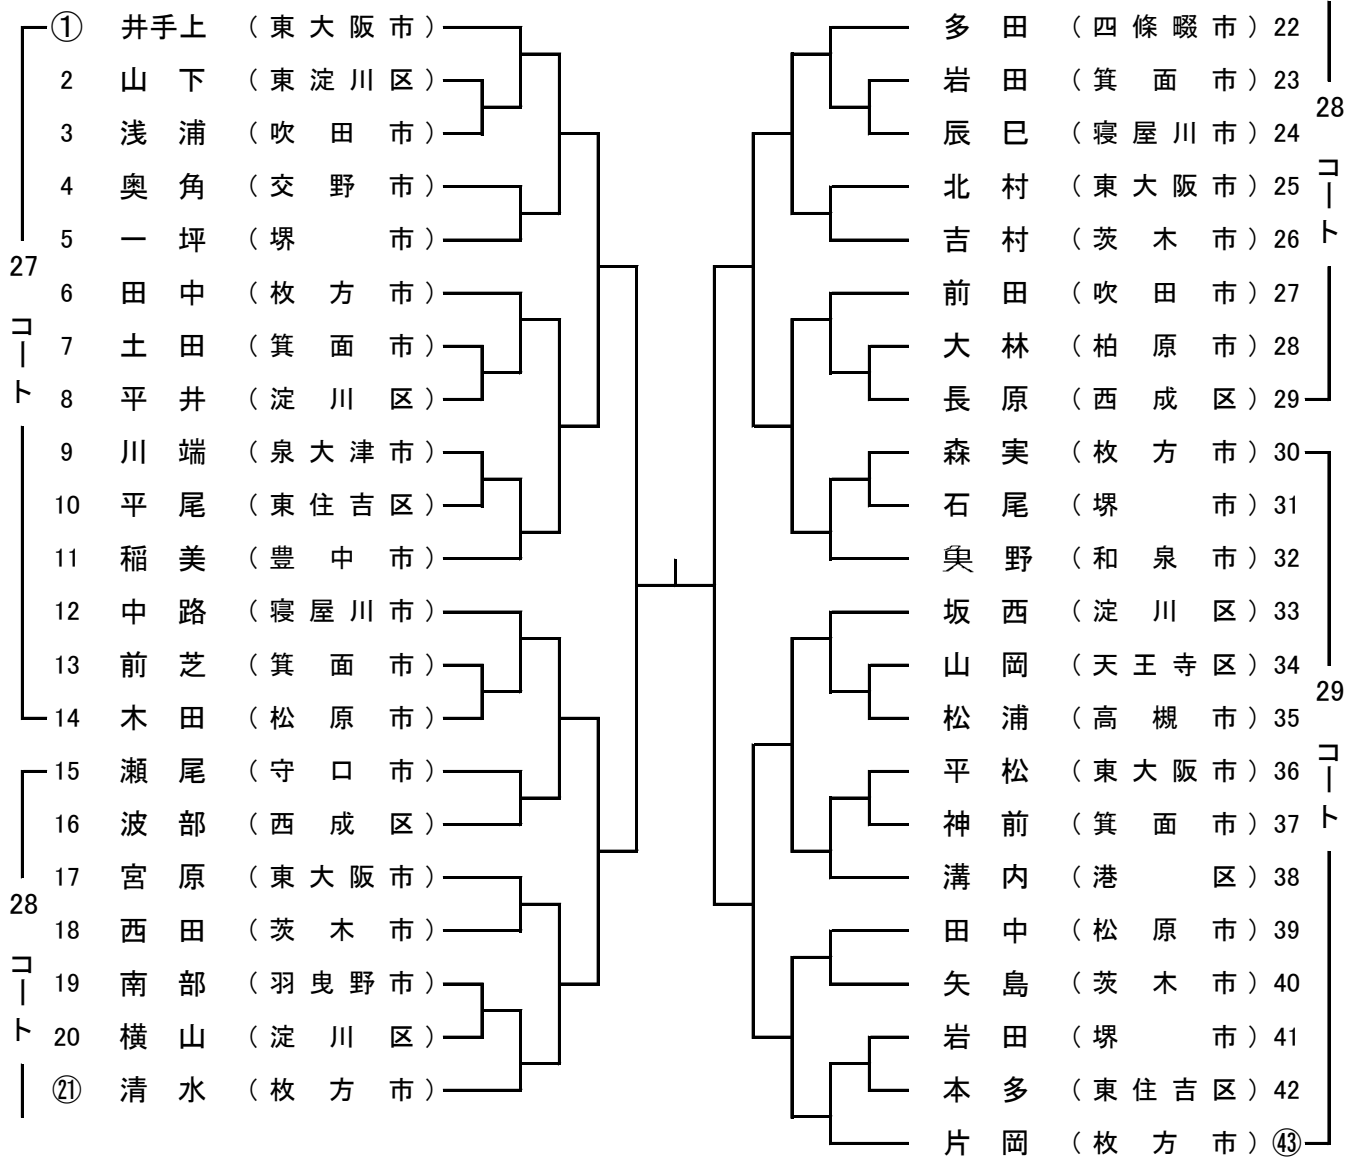 ① 井手上 （東大阪市）
2 山下 （東淀川区）
3 浅浦 （吹田市）
4 奥角 （交野市）
5 一坪 （堺市）
6 田中 （枚方市）
7 土田 （箕面市）
8 平井 （淀川区）
9 川端 （泉大津市）
10 平尾 （東住吉区）
11 稲美 （豊中市）
12 中路 （寝屋川市）
13 前芝 （箕面市）
14 木田 （松原市）
27コート
15 瀬尾 （守口市）
16 波部 （西成区）
17 宮原 （東大阪市）
18 西田 （茨木市）
19 南部 （羽曳野市）
20 横山 （淀川区）
㉑ 清水 （枚方市）
28コート
多田 （四條畷市） 22
岩田 （箕面市） 23
辰巳 （寝屋川市） 24
北村 （東大阪市） 25
吉村 （茨木市） 26
前田 （吹田市） 27
大林 （柏原市） 28
長原 （西成区） 29
28コート
森実 （枚方市） 30
石尾 （堺市） 31
野 （和泉市） 32
坂西 （淀川区） 33
山岡 （天王寺区） 34
松浦 （高槻市） 35
平松 （東大阪市） 36
神前 （箕面市） 37
溝内 （港区） 38
田中 （松原市） 39
矢島 （茨木市） 40
岩田 （堺市） 41
本多 （東住吉区） 42
片岡 （枚方市） ㊸
29コート